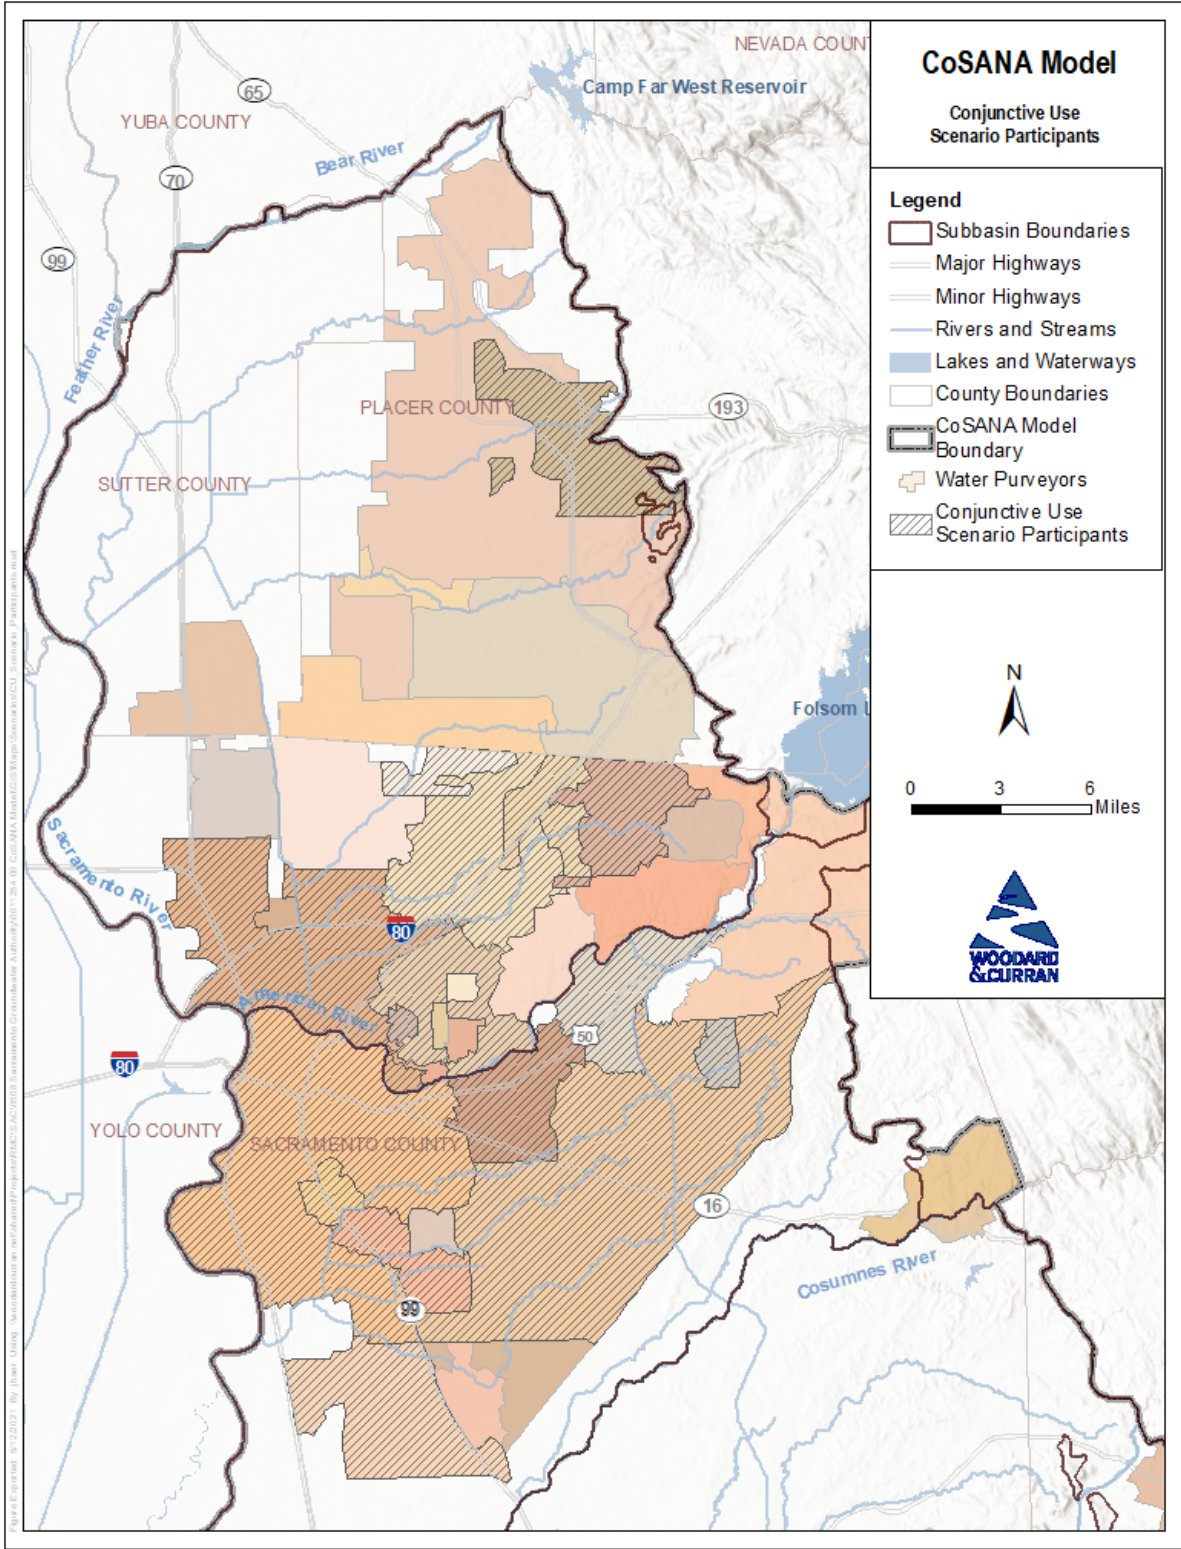 CoSANA Model
Conjunctive Use
Scenario Participants
Legend
Subbasin Boundaries
Major Highways
Minor Highways
Rivers and Streams
Lakes and Waterways
County Boundaries
CoSANA Model
Boundary
Water Purveyors
Conjunctive Use
Scenario Participants
N
0 3 6
Miles
WOODARD
&CURRAN
NEVADA COUN
Camp Far West Reservoir
65
YUBA COUNTY
Bear River
70
99
Feather River
PLACER COUNTY
193
SUTTER COUNTY
Folsom L
Sacramento River
80
American River
50
80
YOLO COUNTY
SACRAMENTO COUNTY
16
Cosumnes River
99